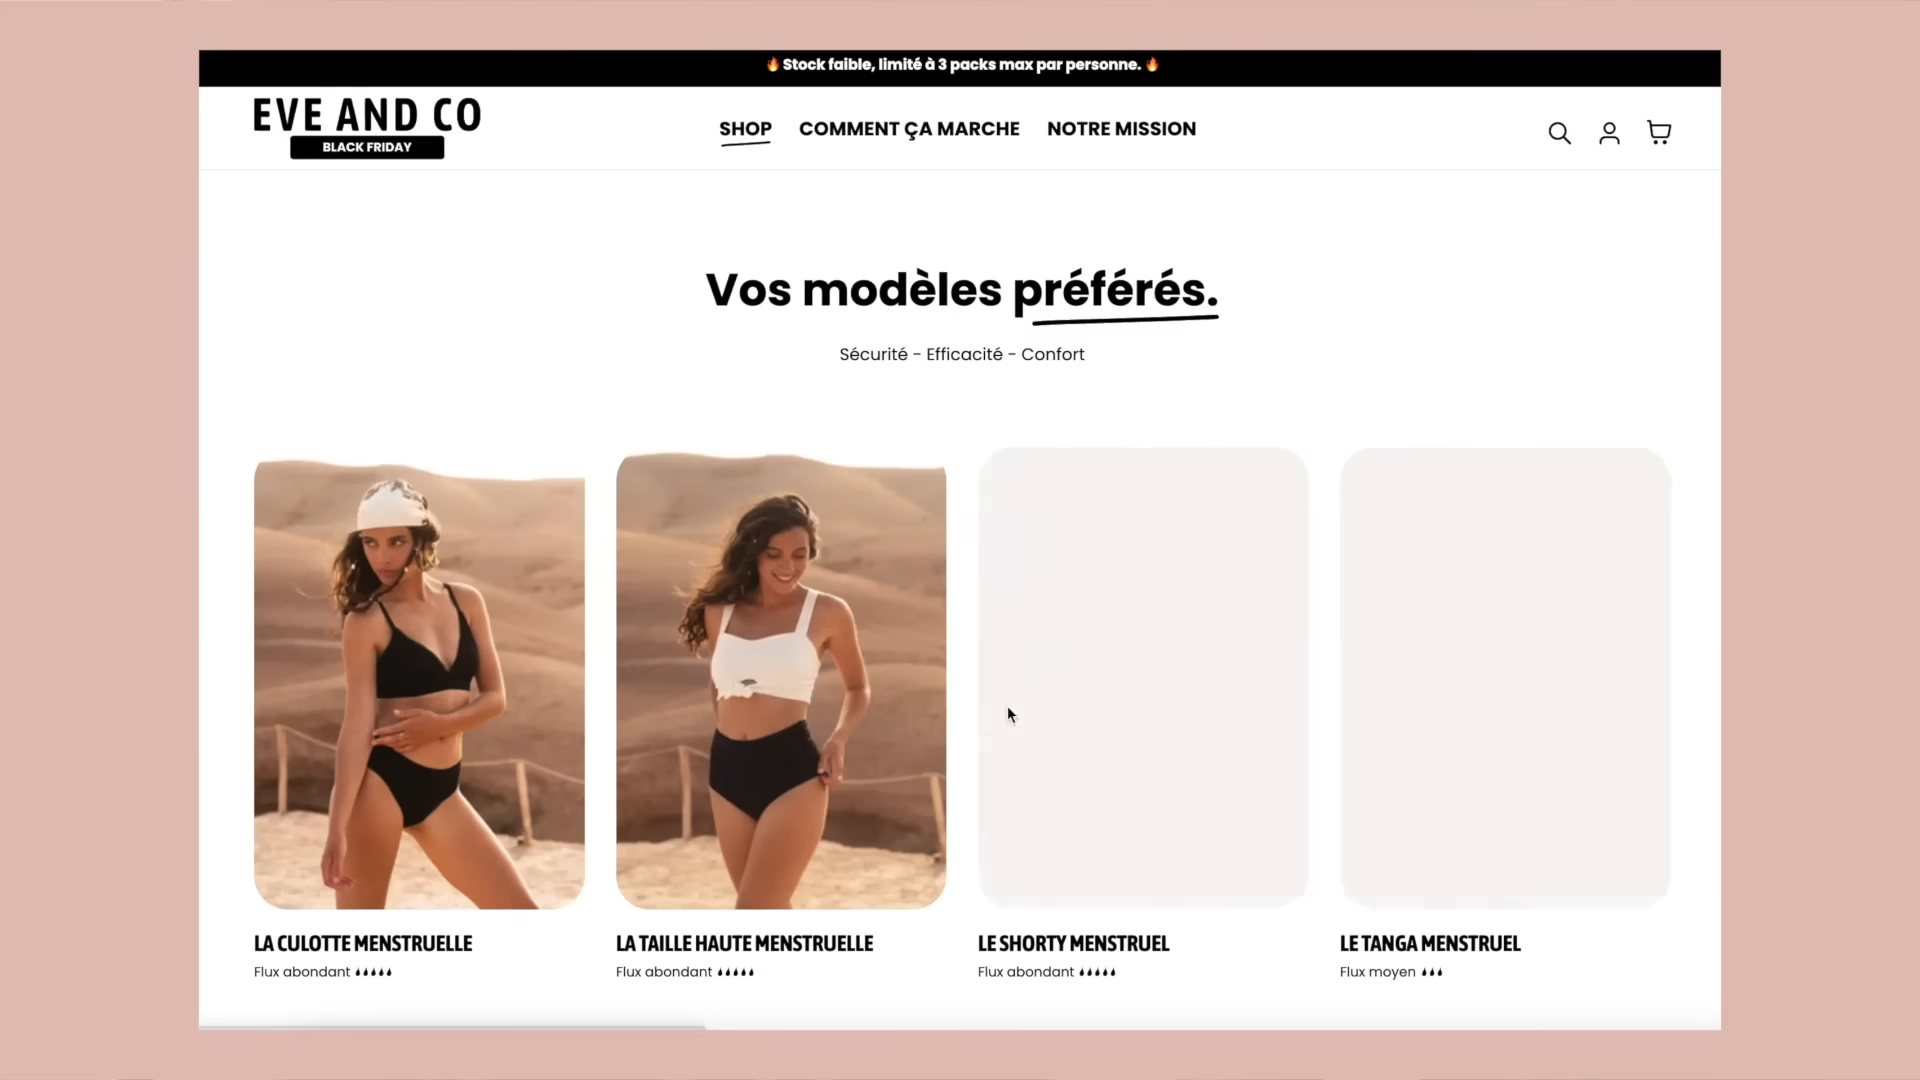 🔥 Stock faible, limité à 3 packs max par personne. 🔥
EVE AND CO
BLACK FRIDAY
SHOP
COMMENT ÇA MARCHE
NOTRE MISSION
Vos modèles préférés.
Sécurité - Efficacité - Confort
LA CULOTTE MENSTRUELLE
Flux abondant
LA TAILLE HAUTE MENSTRUELLE
Flux abondant
LE SHORTY MENSTRUEL
Flux abondant
LE TANGA MENSTRUEL
Flux moyen